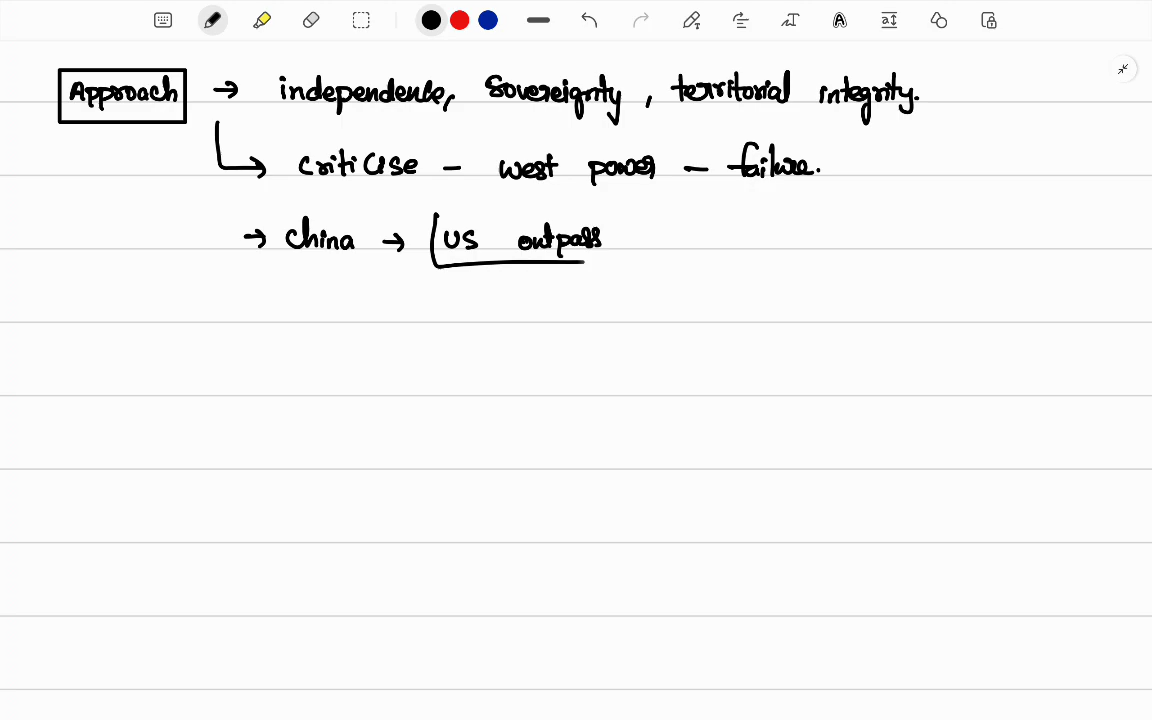 Approach → independence, Sovereignty, territorial integrity.
criticise - west power - failure.
→ China → US outpass